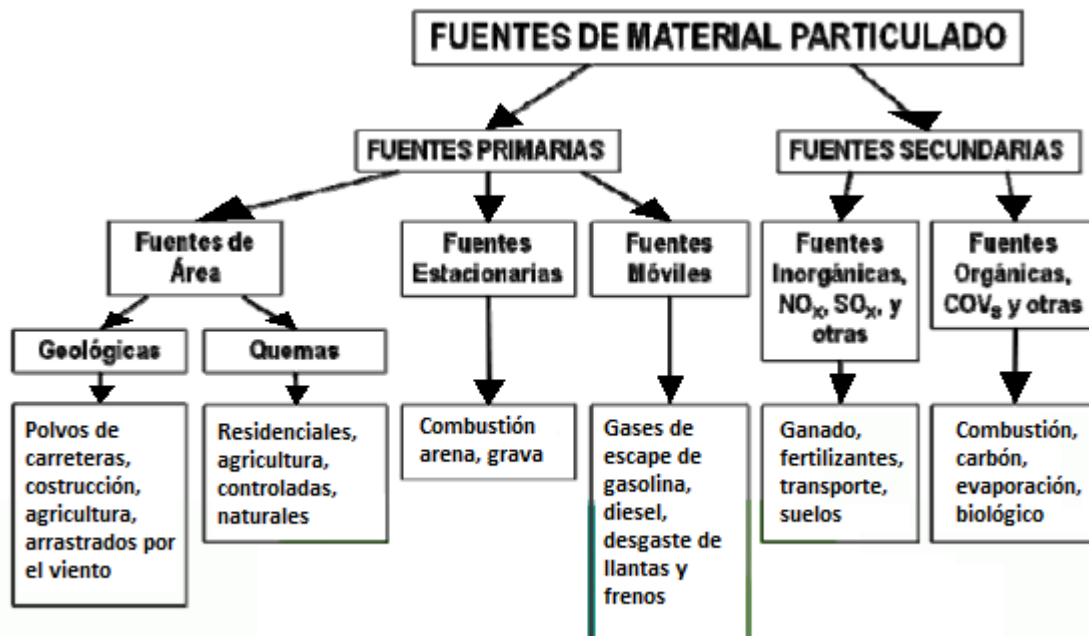 FUENTES DE MATERIAL PARTICULADO
FUENTES PRIMARIAS
FUENTES SECUNDARIAS
Fuentes de
Área
Fuentes
Estacionarias
Fuentes
Móviles
Fuentes
Inorgánicas,
NOX, SOX, y
otras
Fuentes
Orgánicas,
COVs y otras
Geológicas
Quemas
Polvos de
carreteras,
costrucción,
agricultura,
arrastrados por
el viento
Residenciales,
agricultura,
controladas,
naturales
Combustión
arena, grava
Gases de
escape de
gasolina,
diesel,
desgaste de
llantas y
frenos
Ganado,
fertilizantes,
transporte,
suelos
Combustión,
carbón,
evaporación,
biológico